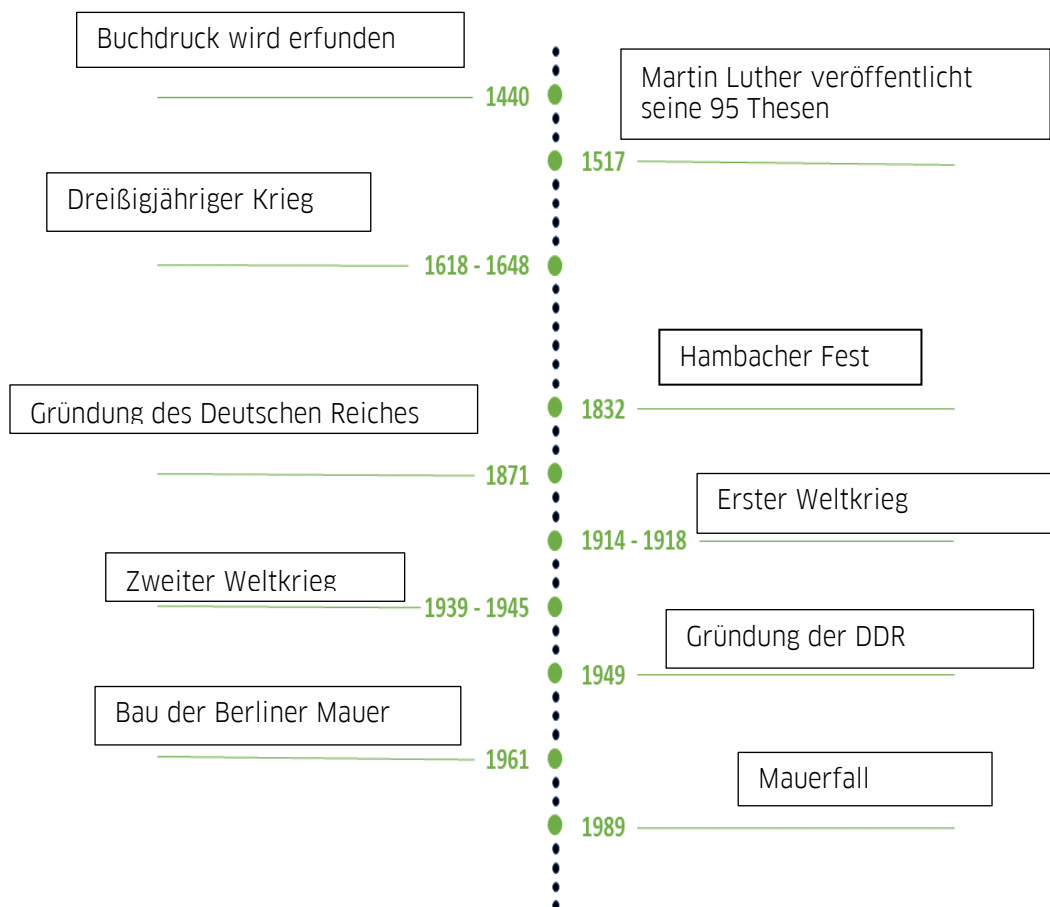 Buchdruck wird erfunden
1440
Martin Luther veröffentlicht
seine 95 Thesen
1517
Dreißigjähriger Krieg
1618 - 1648
Hambacher Fest
1832
Gründung des Deutschen Reiches
1871
Erster Weltkrieg
1914 - 1918
Zweiter Weltkrieg
1939 - 1945
Gründung der DDR
1949
Bau der Berliner Mauer
1961
Mauerfall
1989